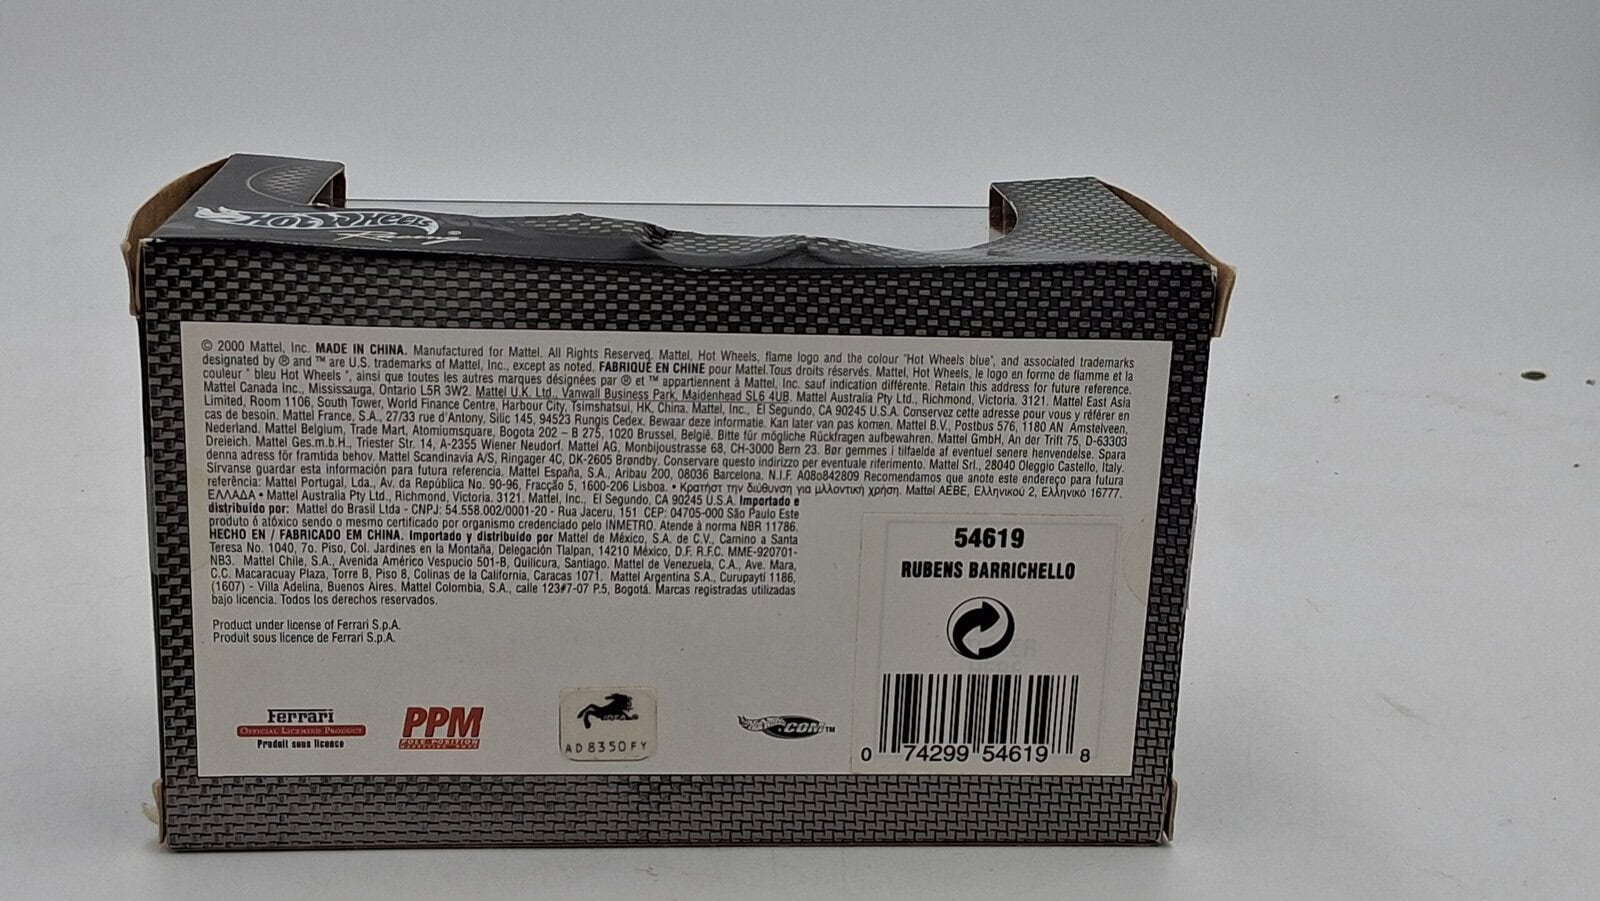 HOT WHEELS ®
Racing
© 2000 Mattel, Inc. MADE IN CHINA. Manufactured for Mattel. All Rights Reserved. Mattel, Hot Wheels, flame logo and the colour "Hot Wheels blue", and associated trademarks
designated by ® and ™ are U.S. trademarks of Mattel, Inc., except as noted. FABRIQUÉ EN CHINE pour Mattel.Tous droits réservés. Mattel, Hot Wheels, le logo en forme de flamme et la
couleur " bleu Hot Wheels ", ainsi que toutes les autres marques désignées par ® et ™ appartiennent à Mattel, Inc. sauf indication différente. Retain this address for future reference.
Mattel Canada Inc., Mississauga, Ontario L5R 3W2. Mattel U.K. Ltd., Vanwall Business Park, Maidenhead SL6 4UB. Mattel Australia Pty Ltd., Richmond, Victoria. 3121. Mattel East Asia
Limited, Room 1106, South Tower, World Finance Centre, Harbour City, Tsimshatsui, HK, China. Mattel, Inc., El Segundo, CA 90245 U.S.A. Conservez cette adresse pour vous y référer en
cas de besoin. Mattel France, S.A., 27/33 rue d'Antony, Silic 145, 94523 Rungis Cedex. Bewaar deze informatie. Kan later van pas komen. Mattel B.V., Postbus 576, 1180 AN Amstelveen,
Nederland. Mattel Belgium, Trade Mart, Atomiumsquare, Bogota 202 – B 275, 1020 Brussel, België. Bitte für mögliche Rückfragen aufbewahren. Mattel GmbH, An der Trift 75, D-63303
Dreieich. Mattel Ges.m.b.H., Triester Str. 14, A-2355 Wiener Neudorf. Mattel AG, Monbijoustrasse 68, CH-3000 Bern 23. Bør gemmes i tilfælde af eventuel senere henvendelse. Spara
denna adress för framtida behov. Mattel Scandinavia A/S, Ringager 4C, DK-2605 Brøndby. Conservare questo indirizzo per eventuale riferimento. Mattel Srl., 28040 Oleggio Castello, Italy.
Sírvanse guardar esta información para futura referencia. Mattel España, S.A., Aribau 200, 08036 Barcelona. N.I.F. A08o842809 Recomendamos que anote este endereço para futura
referência: Mattel Portugal, Lda., Av. da República No. 90-96, Fracção 5, 1600-206 Lisboa. • Κρατήστ την διώθυνση για μλλοντική χρήση. Mattel AEBE, Ελληνικού 2, Ελληνικό 16777.
ΕΛΛΑΔΑ • Mattel Australia Pty Ltd., Richmond, Victoria. 3121. Mattel, Inc., El Segundo, CA 90245 U.S.A. Importado e
distribuído por: Mattel do Brasil Ltda - CNPJ: 54.558.002/0001-20 - Rua Jaceru, 151 CEP: 04705-000 São Paulo Este
produto é atóxico sendo o mesmo certificado por organismo credenciado pelo INMETRO. Atende à norma NBR 11786.
HECHO EN / FABRICADO EM CHINA. Importado y distribuido por Mattel de México, S.A. de C.V., Camino a Santa
Teresa No. 1040, 7o. Piso, Col. Jardines en la Montaña, Delegación Tlalpan, 14210 México, D.F. R.F.C. MME-920701-
NB3. Mattel Chile, S.A., Avenida Américo Vespucio 501-B, Quilicura, Santiago. Mattel de Venezuela, C.A., Ave. Mara,
C.C. Macaracuay Plaza, Torre B, Piso 8, Colinas de la California, Caracas 1071. Mattel Argentina S.A., Curupaytí 1186,
(1607) - Villa Adelina, Buenos Aires. Mattel Colombia, S.A., calle 123#7-07 P.5, Bogotá. Marcas registradas utilizadas
bajo licencia. Todos los derechos reservados.
Product under license of Ferrari S.p.A.
Produit sous licence de Ferrari S.p.A.
Ferrari
OFFICIAL LICENSED PRODUCT
Produit sous licence
PPM
POLE POSITION
AD8350FY
.COM™
54619
RUBENS BARRICHELLO
0 74299 54619 8